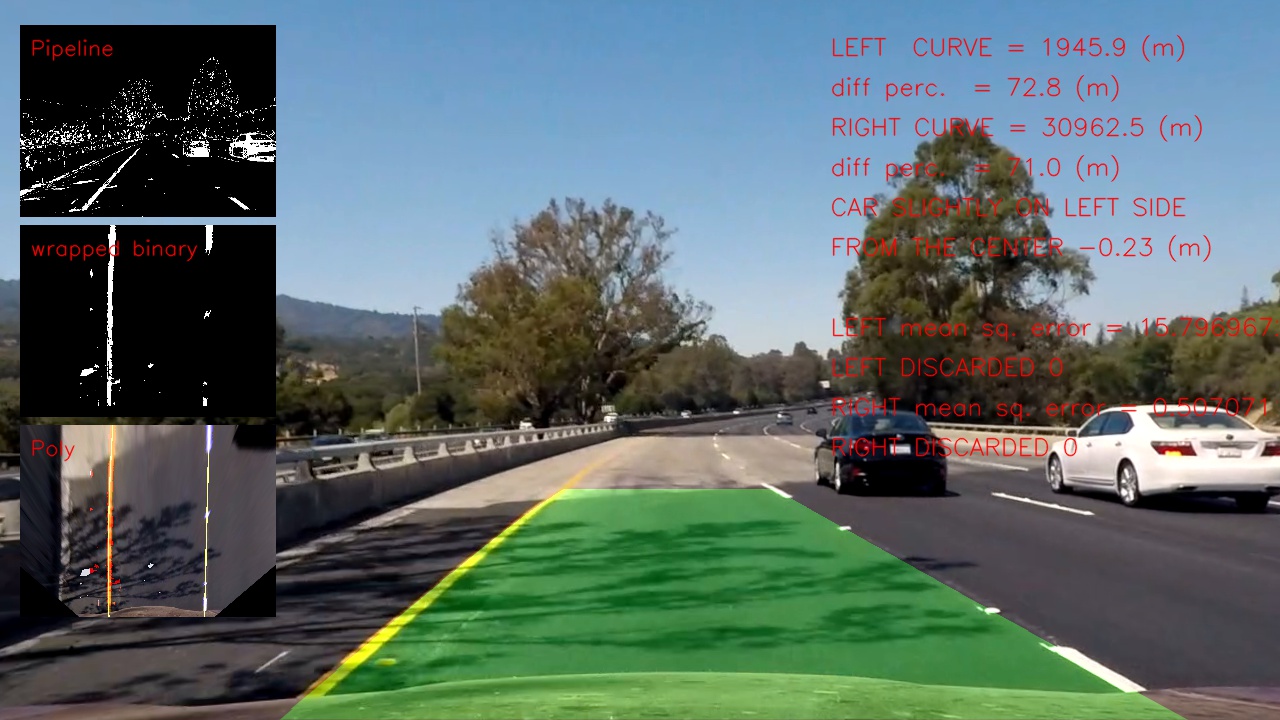 Pipeline
wrapped binary
Poly
LEFT CURVE = 1945.9 (m)
diff perc. = 72.8 (m)
RIGHT CURVE = 30962.5 (m)
diff perc. = 71.0 (m)
CAR SLIGHTLY ON LEFT SIDE
FROM THE CENTER -0.23 (m)
LEFT mean sq. error = 15.796967
LEFT DISCARDED 0
RIGHT mean sq. error = 0.507071
RIGHT DISCARDED 0